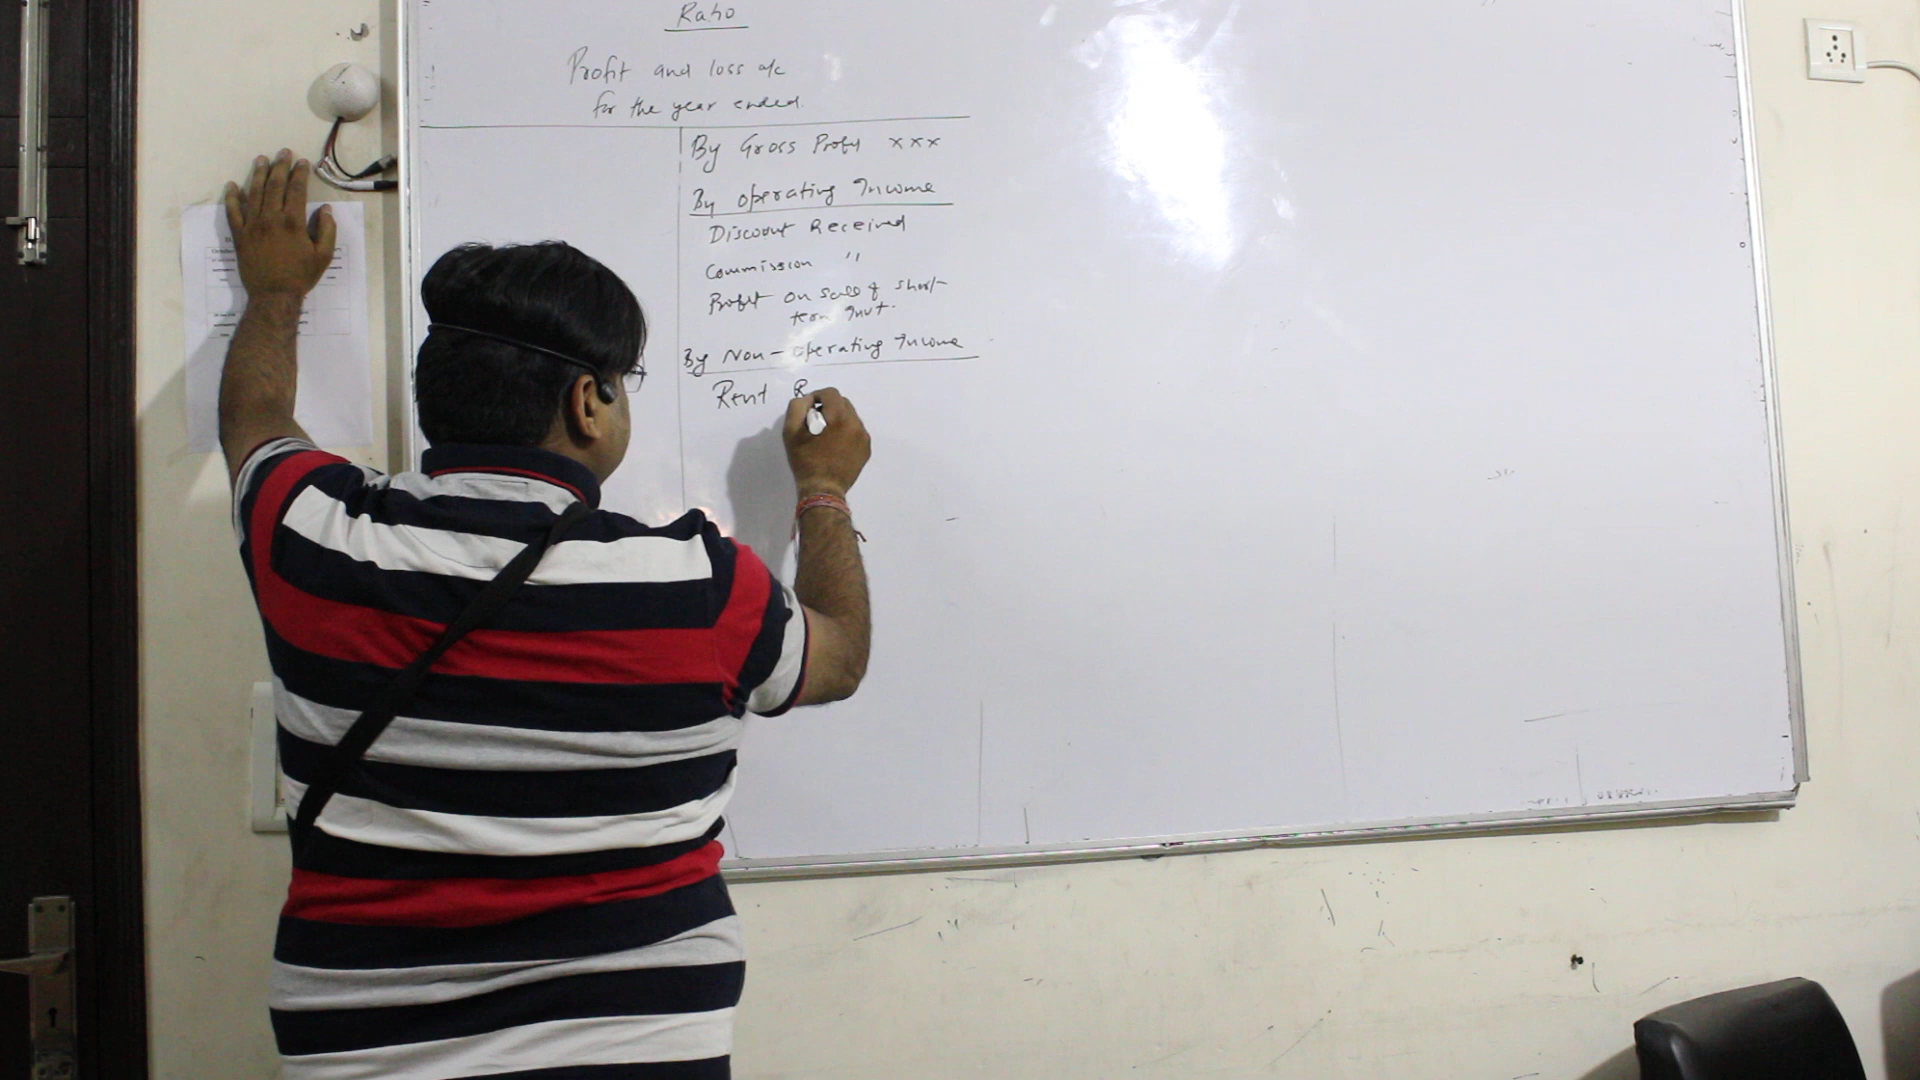 Ratio
Profit and loss a/c
for the year ended.
By Gross Profit xxx
By operating Income
Discount Received
Commission "
Profit on sale of short-
term Invt.
By Non-operating Income
Rent R